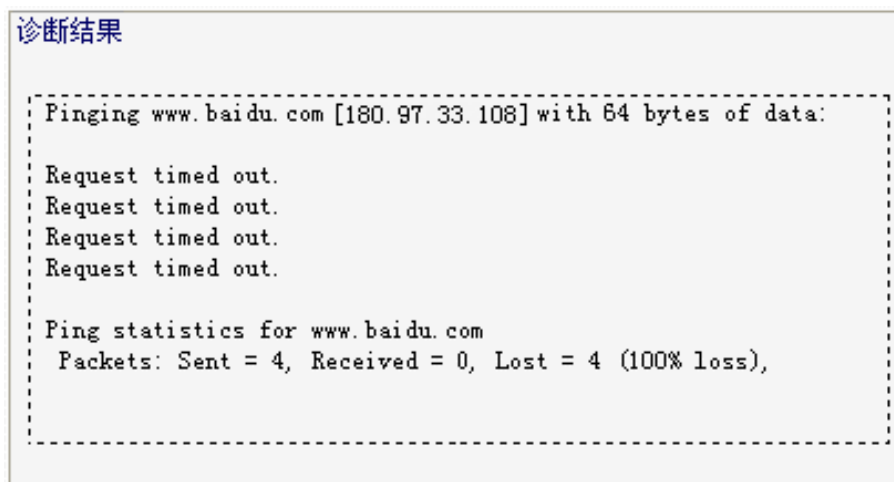 诊断结果
Pinging www.baidu.com [180.97.33.108] with 64 bytes of data:
Request timed out.
Request timed out.
Request timed out.
Request timed out.
Ping statistics for www.baidu.com
Packets: Sent = 4, Received = 0, Lost = 4 (100% loss),